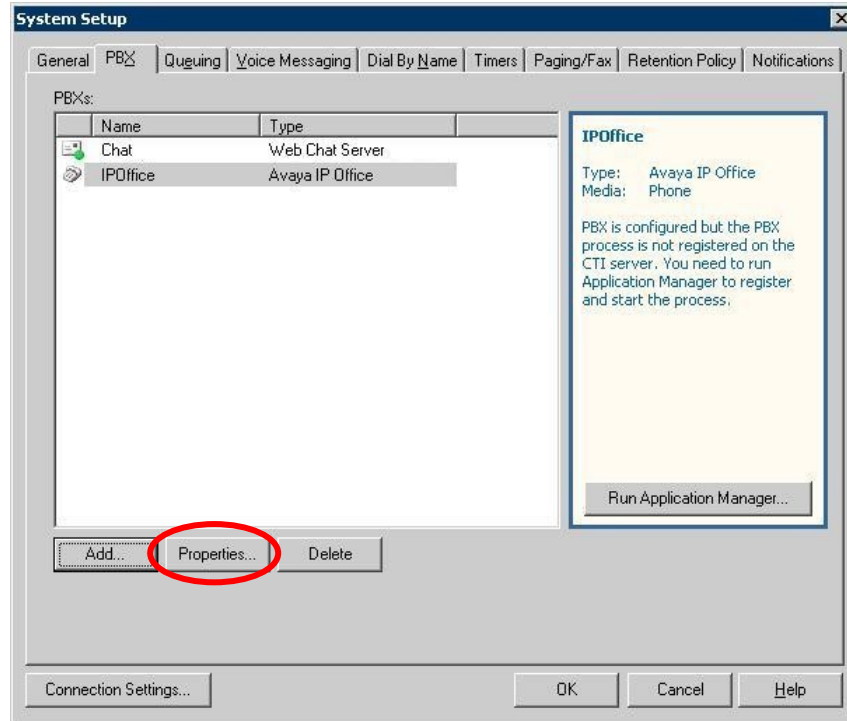 System Setup
General PBX Queuing Voice Messaging Dial By Name Timers Paging/Fax Retention Policy Notifications
PBXs:
Name Type
Chat Web Chat Server
IPOffice Avaya IP Office
IPOffice
Type: Avaya IP Office
Media: Phone
PBX is configured but the PBX
process is not registered on the
CTI server. You need to run
Application Manager to register
and start the process.
Run Application Manager...
Add... Properties... Delete
Connection Settings... OK Cancel Help